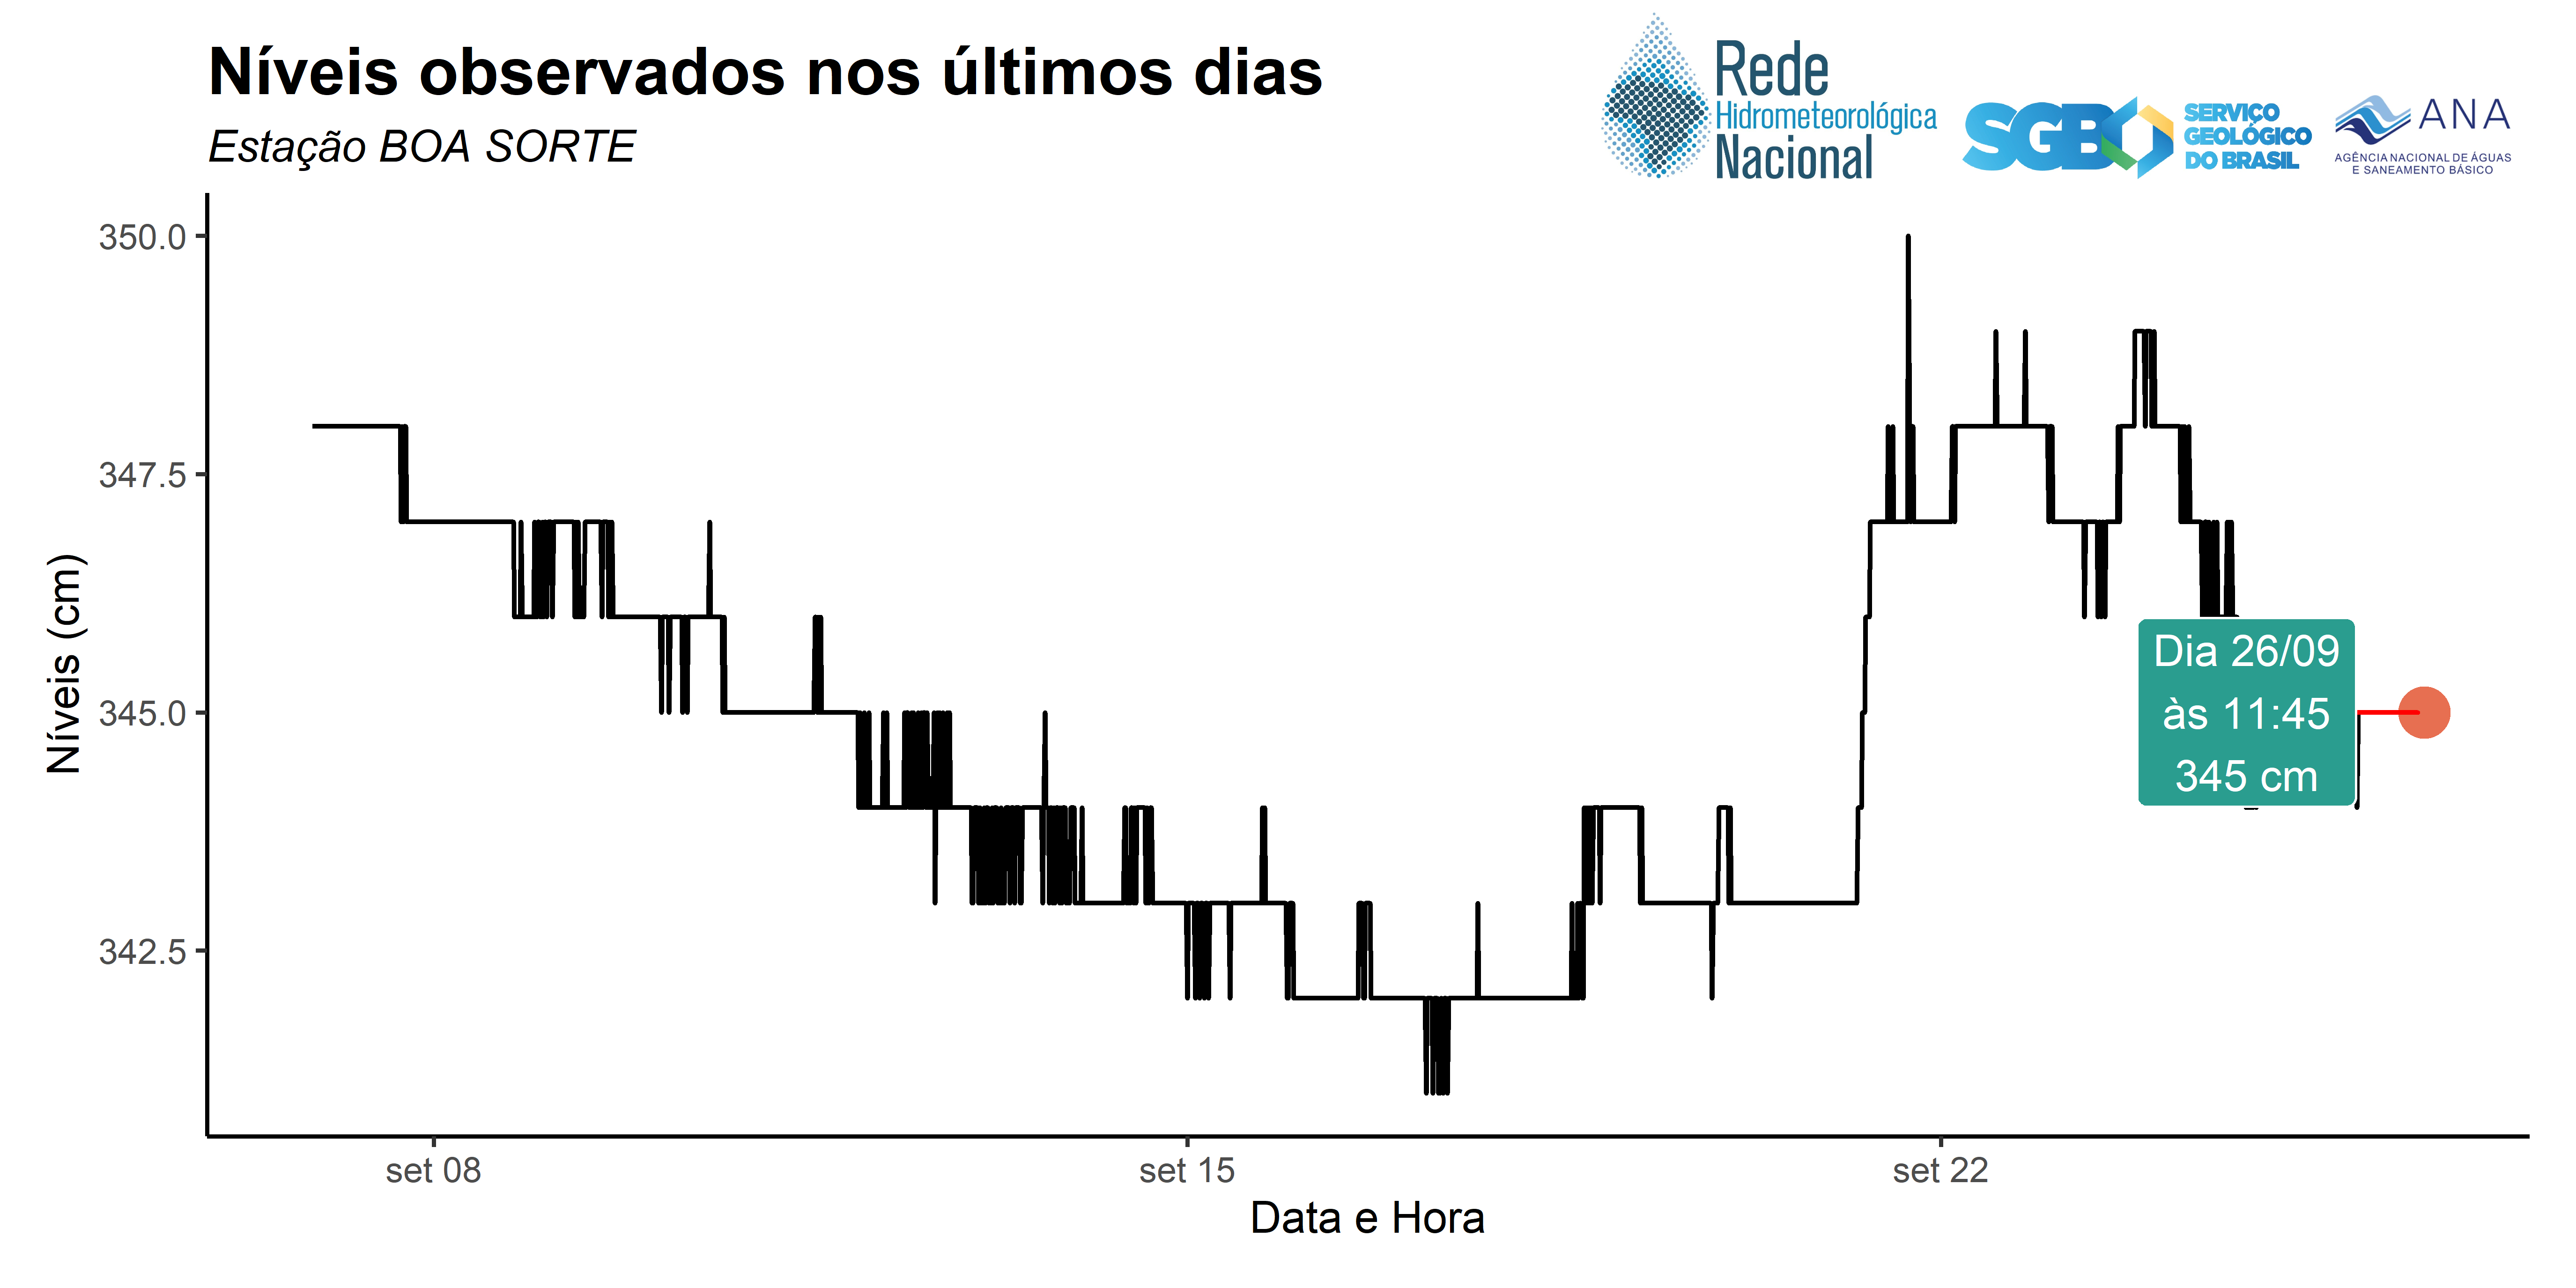 Níveis observados nos últimos dias
Estação BOA SORTE
Rede
Hidrometeorológica
Nacional
SGB
SERVIÇO
GEOLÓGICO
DO BRASIL
ANA
AGÊNCIA NACIONAL DE ÁGUAS
E SANEAMENTO BÁSICO
350.0
347.5
345.0
342.5
Níveis (cm)
Dia 26/09
às 11:45
345 cm
set 08
set 15
set 22
Data e Hora